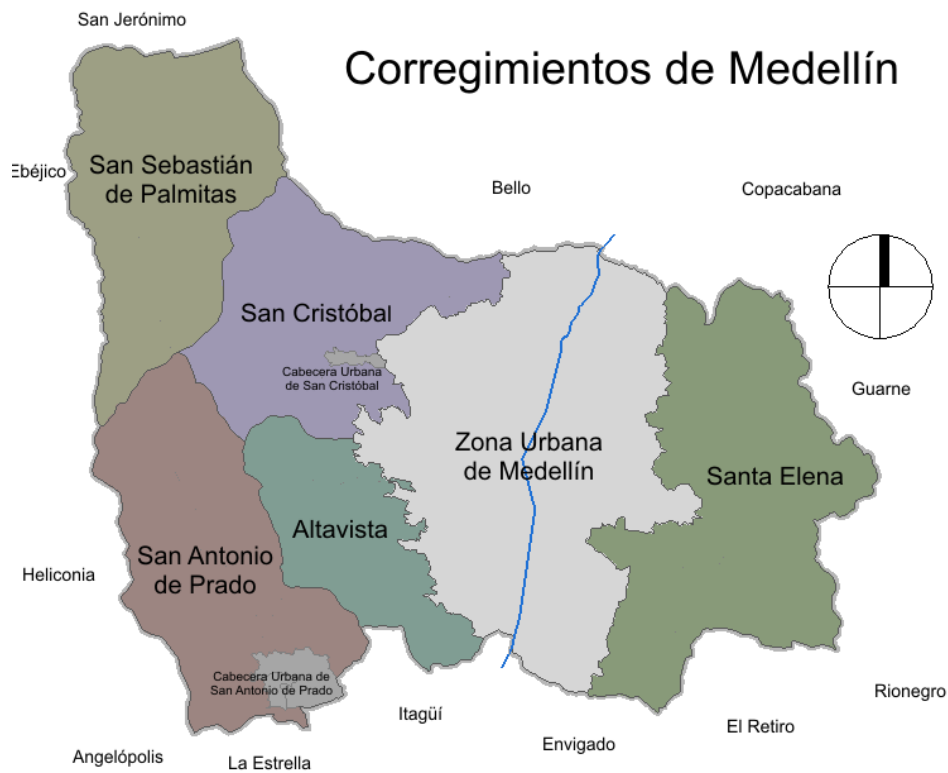 San Jerónimo
Corregimientos de Medellín
Ebéjico
San Sebastián
de Palmitas
Bello
Copacabana
San Cristóbal
Cabecera Urbana
de San Cristóbal
Guarne
Zona Urbana
de Medellín
Santa Elena
Altavista
San Antonio
de Prado
Heliconia
Cabecera Urbana de
San Antonio de Prado
Rionegro
Itagüí
El Retiro
Envigado
Angelópolis
La Estrella